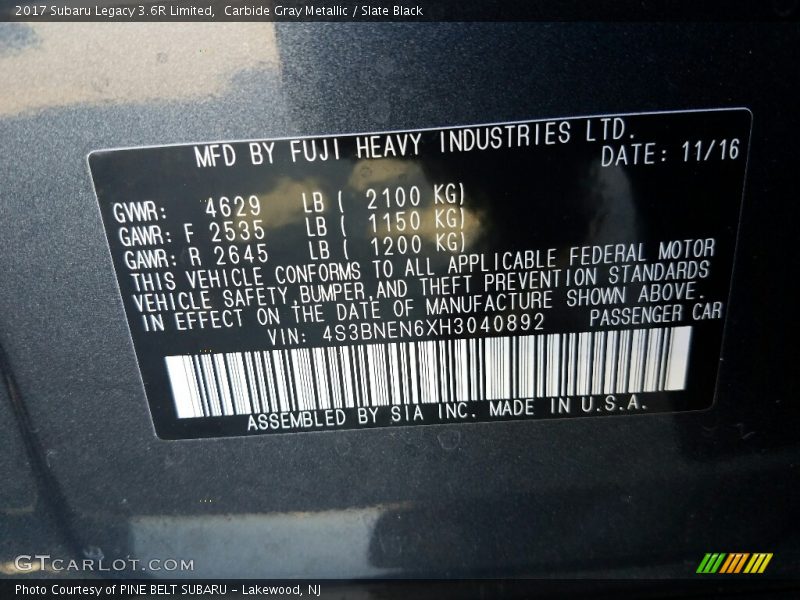 2017 Subaru Legacy 3.6R Limited,  Carbide Gray Metallic / Slate Black
MFD BY FUJI HEAVY INDUSTRIES LTD.
DATE: 11/16
GVWR: 4629 LB ( 2100 KG)
GAWR: F 2535 LB ( 1150 KG)
GAWR: R 2645 LB ( 1200 KG)
THIS VEHICLE CONFORMS TO ALL APPLICABLE FEDERAL MOTOR
VEHICLE SAFETY,BUMPER,AND THEFT PREVENTION STANDARDS
IN EFFECT ON THE DATE OF MANUFACTURE SHOWN ABOVE.
VIN: 4S3BNEN6XH3040892 PASSENGER CAR
ASSEMBLED BY SIA INC. MADE IN U.S.A.
GTCARLOT.COM
Photo Courtesy of PINE BELT SUBARU - Lakewood, NJ